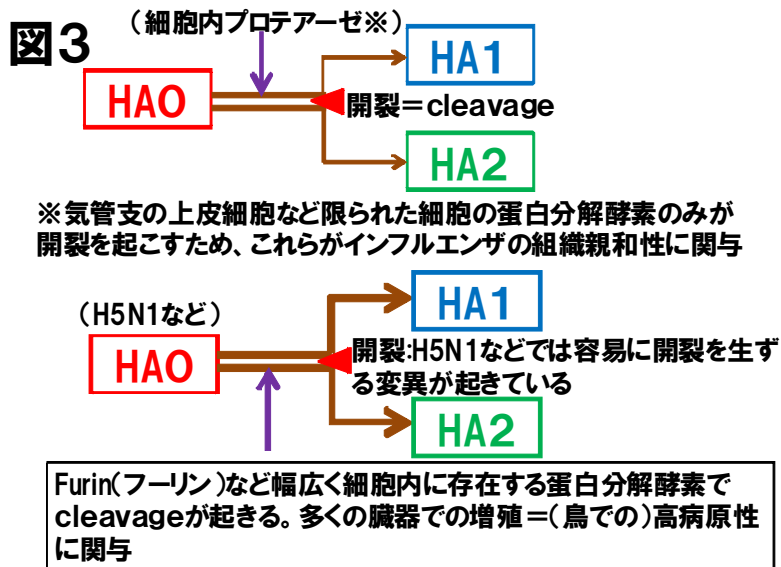 図3
(細胞内プロテアーゼ※)
HA0
HA1
開裂=cleavage
HA2
※気管支の上皮細胞など限られた細胞の蛋白分解酵素のみが
開裂を起こすため、これらがインフルエンザの組織親和性に関与
(H5N1など)
HA0
HA1
開裂:H5N1などでは容易に開裂を生ず
る変異が起きている
HA2
Furin(フーリン)など幅広く細胞内に存在する蛋白分解酵素で
cleavageが起きる。多くの臓器での増殖=(鳥での)高病原性
に関与